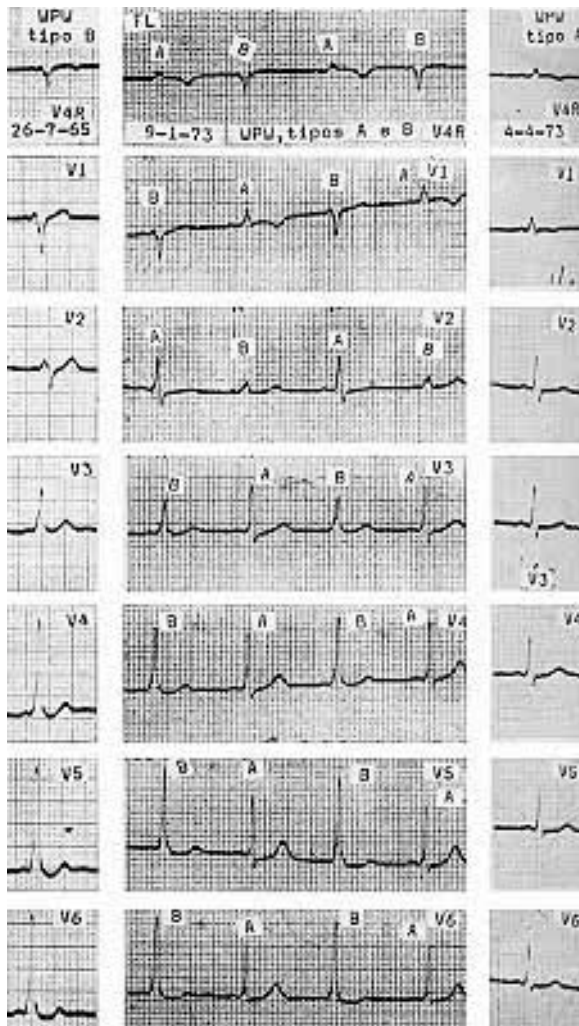 WPW
tipo B
V4R
26-7-65
TL
A B A B
9-1-73 WPW, tipos A e B V4R
WPW
tipo A
V4R
4-4-73
V1
B A B A V1
V1
V2
A B A B V2
V2
V3
B A B A V3
V3
V4
B A B A V4
V4
V5
B A B V5
A
V5
V6
B A B A V6
V6